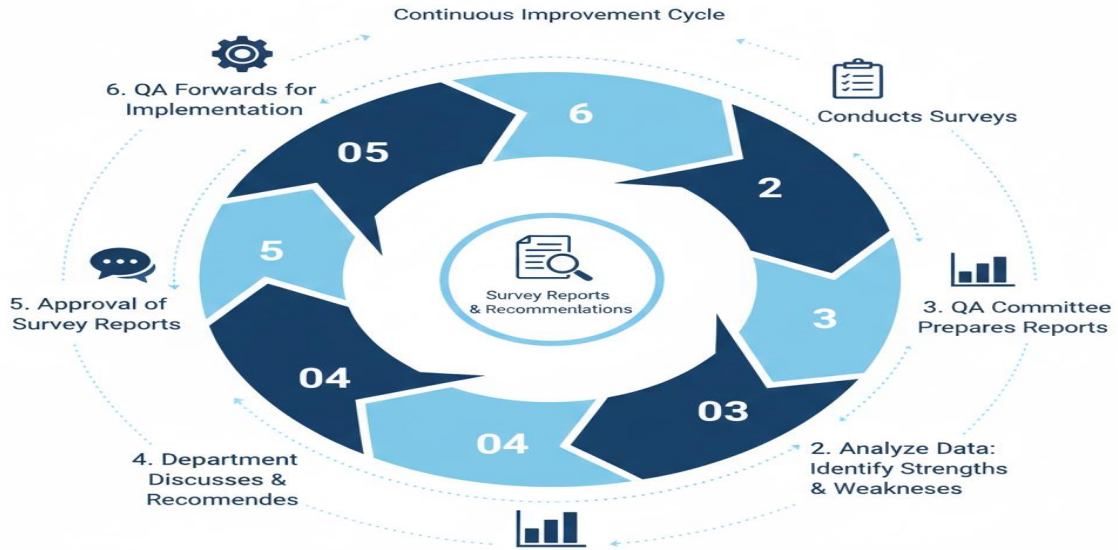 Continuous Improvement Cycle
6. QA Forwards for
Implementation
Conducts Surveys
6
05
2
5
3
Survey Reports
& Recommentations
5. Approval of
Survey Reports
3. QA Committee
Prepares Reports
04
03
04
4. Department
Discusses &
Recomendes
2. Analyze Data:
Identify Strengths
& Weakneses